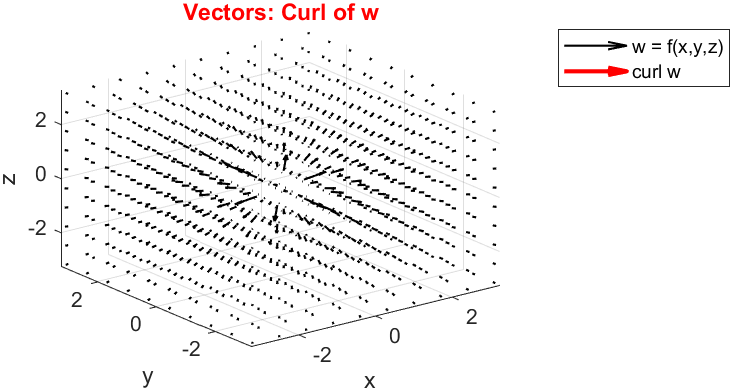 Vectors: Curl of w
w = f(x,y,z)
curl w
2
0
-2
z
2
0
-2
y
-2
0
2
x